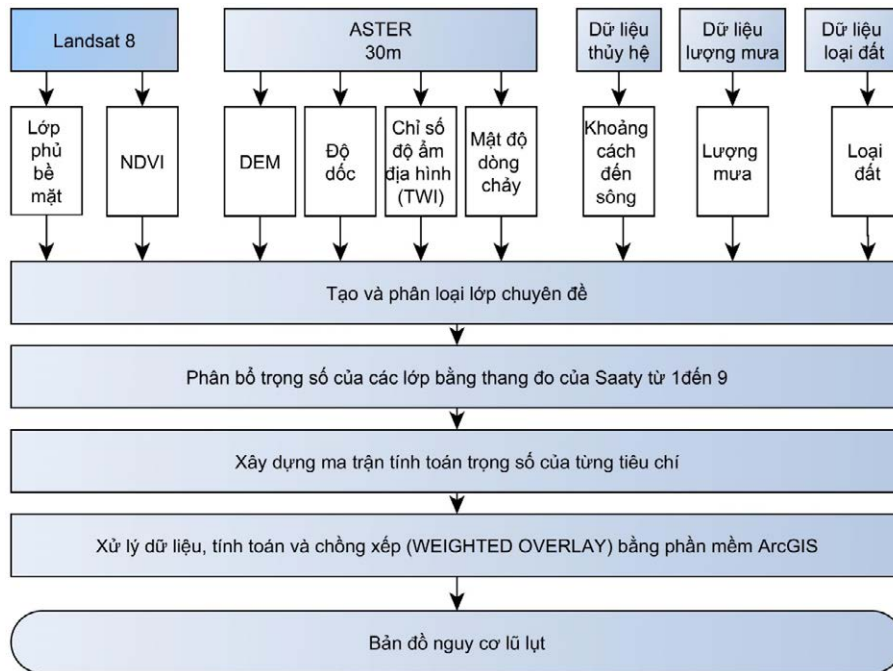 Landsat 8
ASTER
30m
Dữ liệu
thủy hệ
Dữ liệu
lượng mưa
Dữ liệu
loại đất
Lớp
phủ
bề
mặt
NDVI
DEM
Độ
dốc
Chỉ số
độ ẩm
địa hình
(TWI)
Mật độ
dòng
chảy
Khoảng
cách
đến
sông
Lượng
mưa
Loại
đất
Tạo và phân loại lớp chuyên đề
Phân bổ trọng số của các lớp bằng thang đo của Saaty từ 1đến 9
Xây dựng ma trận tính toán trọng số của từng tiêu chí
Xử lý dữ liệu, tính toán và chồng xếp (WEIGHTED OVERLAY) bằng phần mềm ArcGIS
Bản đồ nguy cơ lũ lụt